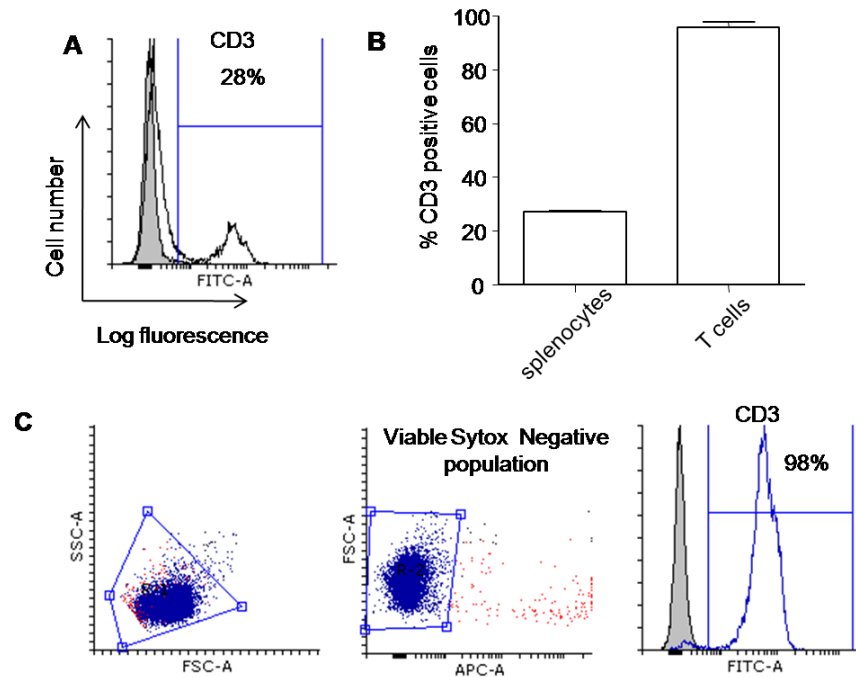 A
CD3
28%
Cell number
FITC-A
Log fluorescence
B
% CD3 positive cells
100
80
60
40
20
0
splenocytes
T cells
C
SSC-A
FSC-A
Viable Sytox Negative
population
FSC-A
R-2
APC-A
CD3
98%
FITC-A